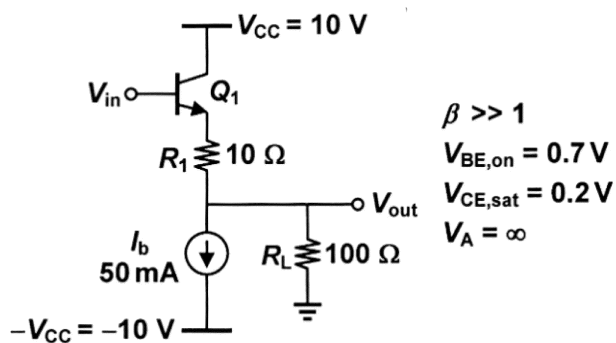 V_CC = 10 V
V_in
Q_1
R_1 10 Ω
V_out
I_b
50 mA
R_L 100 Ω
–V_CC = –10 V
β >> 1
V_BE,on = 0.7 V
V_CE,sat = 0.2 V
V_A = ∞